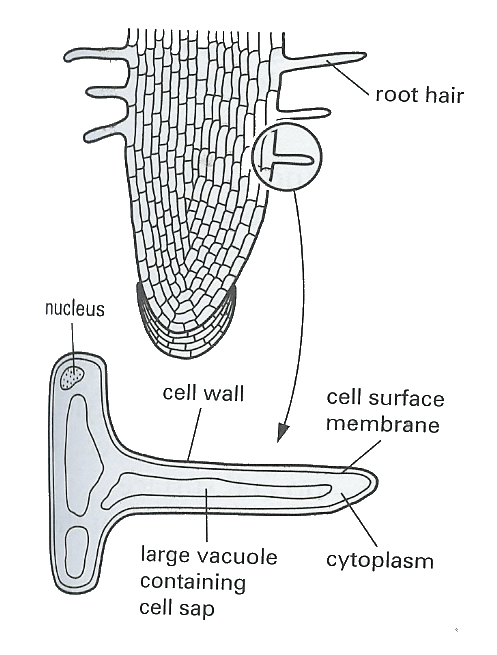 root hair
nucleus
cell wall
cell surface
membrane
large vacuole
containing
cell sap
cytoplasm